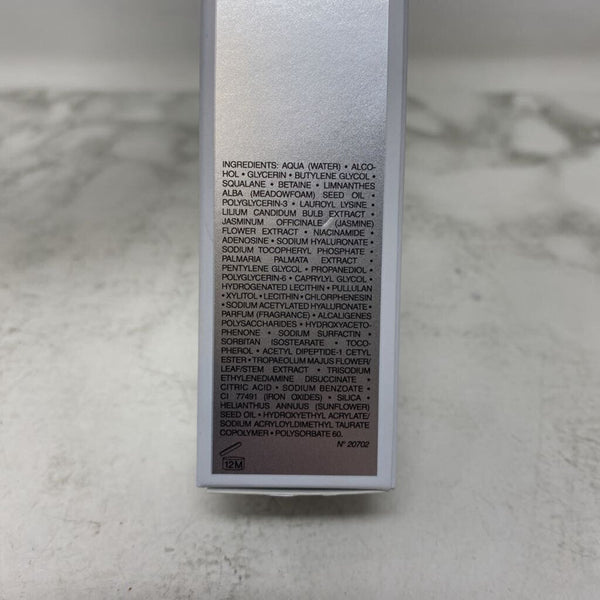 INGREDIENTS: AQUA (WATER) • ALCO-
HOL • GLYCERIN • BUTYLENE GLYCOL •
SQUALANE • BETAINE • LIMNANTHES
ALBA (MEADOWFOAM) SEED OIL •
POLYGLYCERIN-3 • LAUROYL LYSINE •
LILIUM CANDIDUM BULB EXTRACT •
JASMINUM OFFICINALE (JASMINE)
FLOWER EXTRACT • NIACINAMIDE •
ADENOSINE • SODIUM HYALURONATE •
SODIUM TOCOPHERYL PHOSPHATE •
PALMARIA PALMATA EXTRACT •
PENTYLENE GLYCOL • PROPANEDIOL •
POLYGLYCERIN-6 • CAPRYLYL GLYCOL •
HYDROGENATED LECITHIN • PULLULAN
• XYLITOL • LECITHIN • CHLORPHENESIN
• SODIUM ACETYLATED HYALURONATE •
PARFUM (FRAGRANCE) • ALCALIGENES
POLYSACCHARIDES • HYDROXYACETO-
PHENONE • SODIUM SURFACTIN •
SORBITAN ISOSTEARATE • TOCO-
PHEROL • ACETYL DIPEPTIDE-1 CETYL
ESTER • TROPAEOLUM MAJUS FLOWER/
LEAF/STEM EXTRACT • TRISODIUM
ETHYLENEDIAMINE DISUCCINATE •
CITRIC ACID • SODIUM BENZOATE •
CI 77491 (IRON OXIDES) • SILICA •
HELIANTHUS ANNUUS (SUNFLOWER)
SEED OIL • HYDROXYETHYL ACRYLATE/
SODIUM ACRYLOYLDIMETHYL TAURATE
COPOLYMER • POLYSORBATE 60.
N° 20702
12M